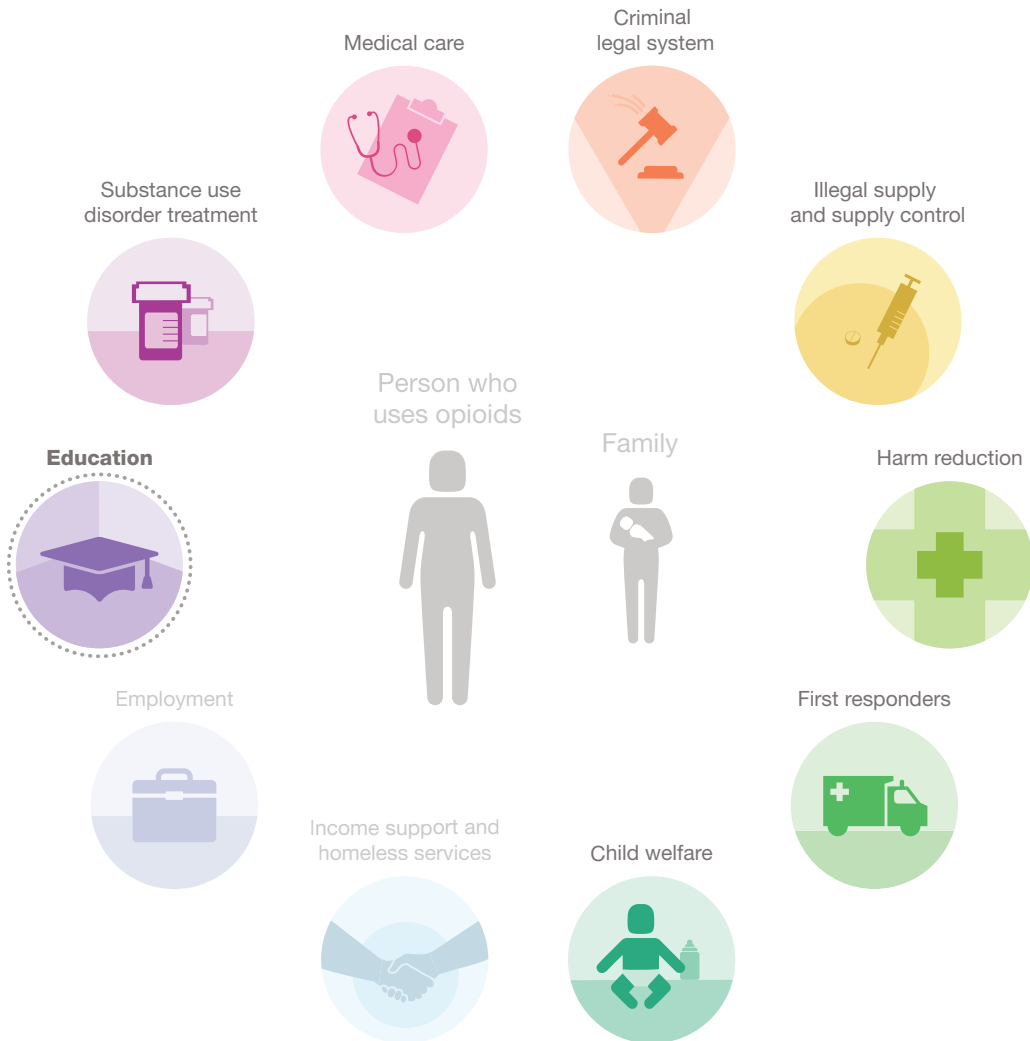 Criminal
legal system
Medical care
Substance use
disorder treatment
Illegal supply
and supply control
Person who
uses opioids
Family
Education
Harm reduction
Employment
First responders
Income support and
homeless services
Child welfare